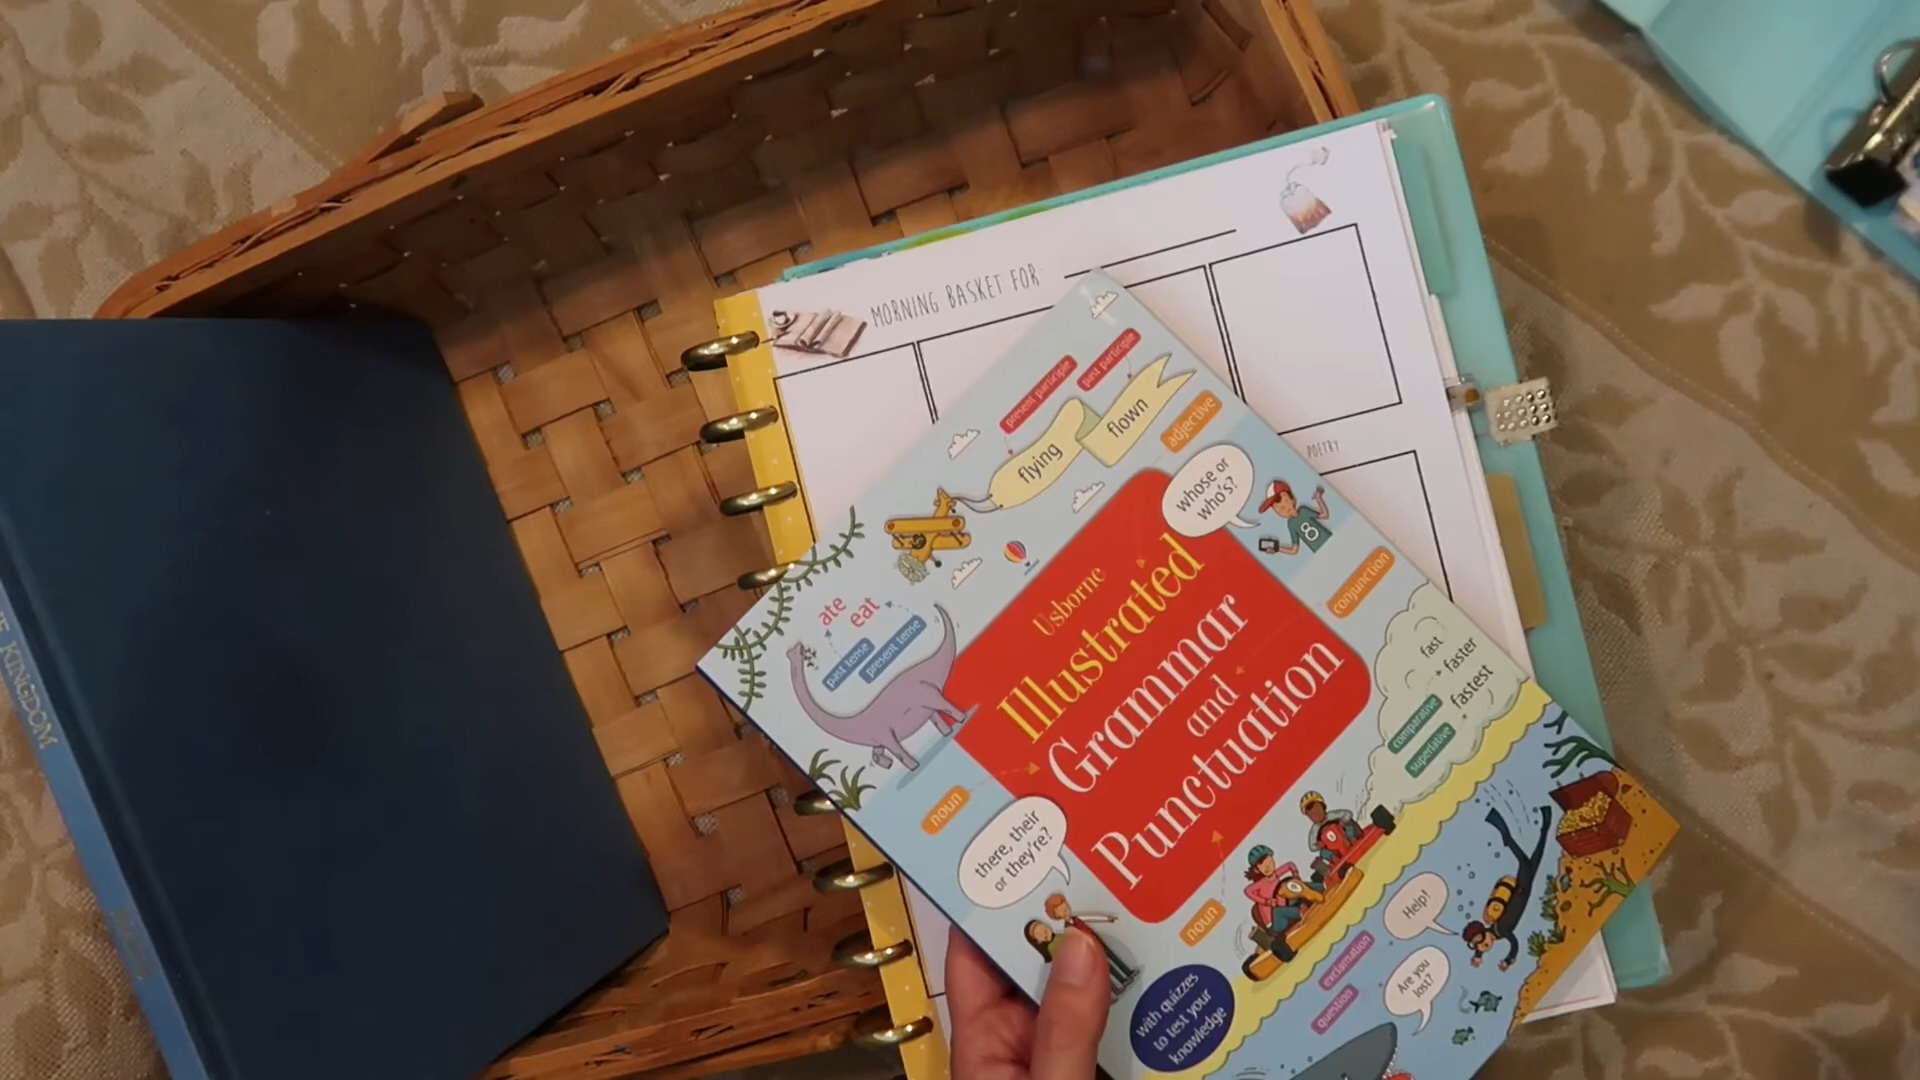 MORNING BASKET FOR:
POETRY
present participle
past participle
flying
flown
adjective
whose or
who's?
8
conjunction
ate
eat
past tense
present tense
Usborne
Illustrated
Grammar
and
Punctuation
fast
faster
fastest
comparative
superlative
noun
there, their
or they're?
noun
with quizzes
to test your
knowledge
Help!
exclamation
Are you
lost?
question
KINGDOM